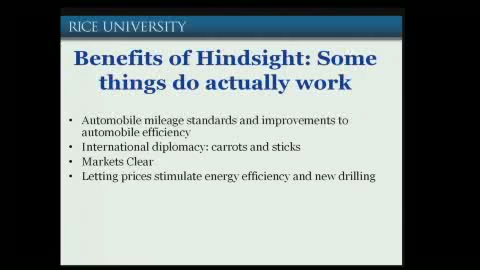 RICE UNIVERSITY
Benefits of Hindsight: Some
things do actually work
• Automobile mileage standards and improvements to
automobile efficiency
• International diplomacy: carrots and sticks
• Markets Clear
• Letting prices stimulate energy efficiency and new drilling